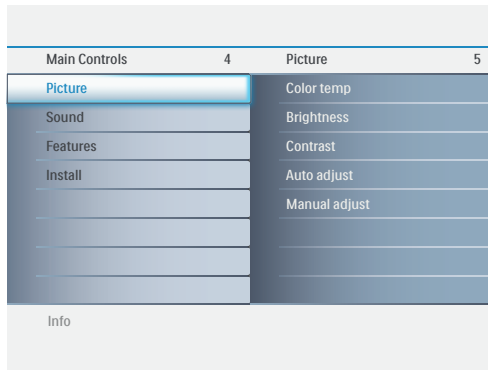 Main Controls 4 Picture 5
Picture Color temp
Sound Brightness
Features Contrast
Install Auto adjust
Manual adjust
Info